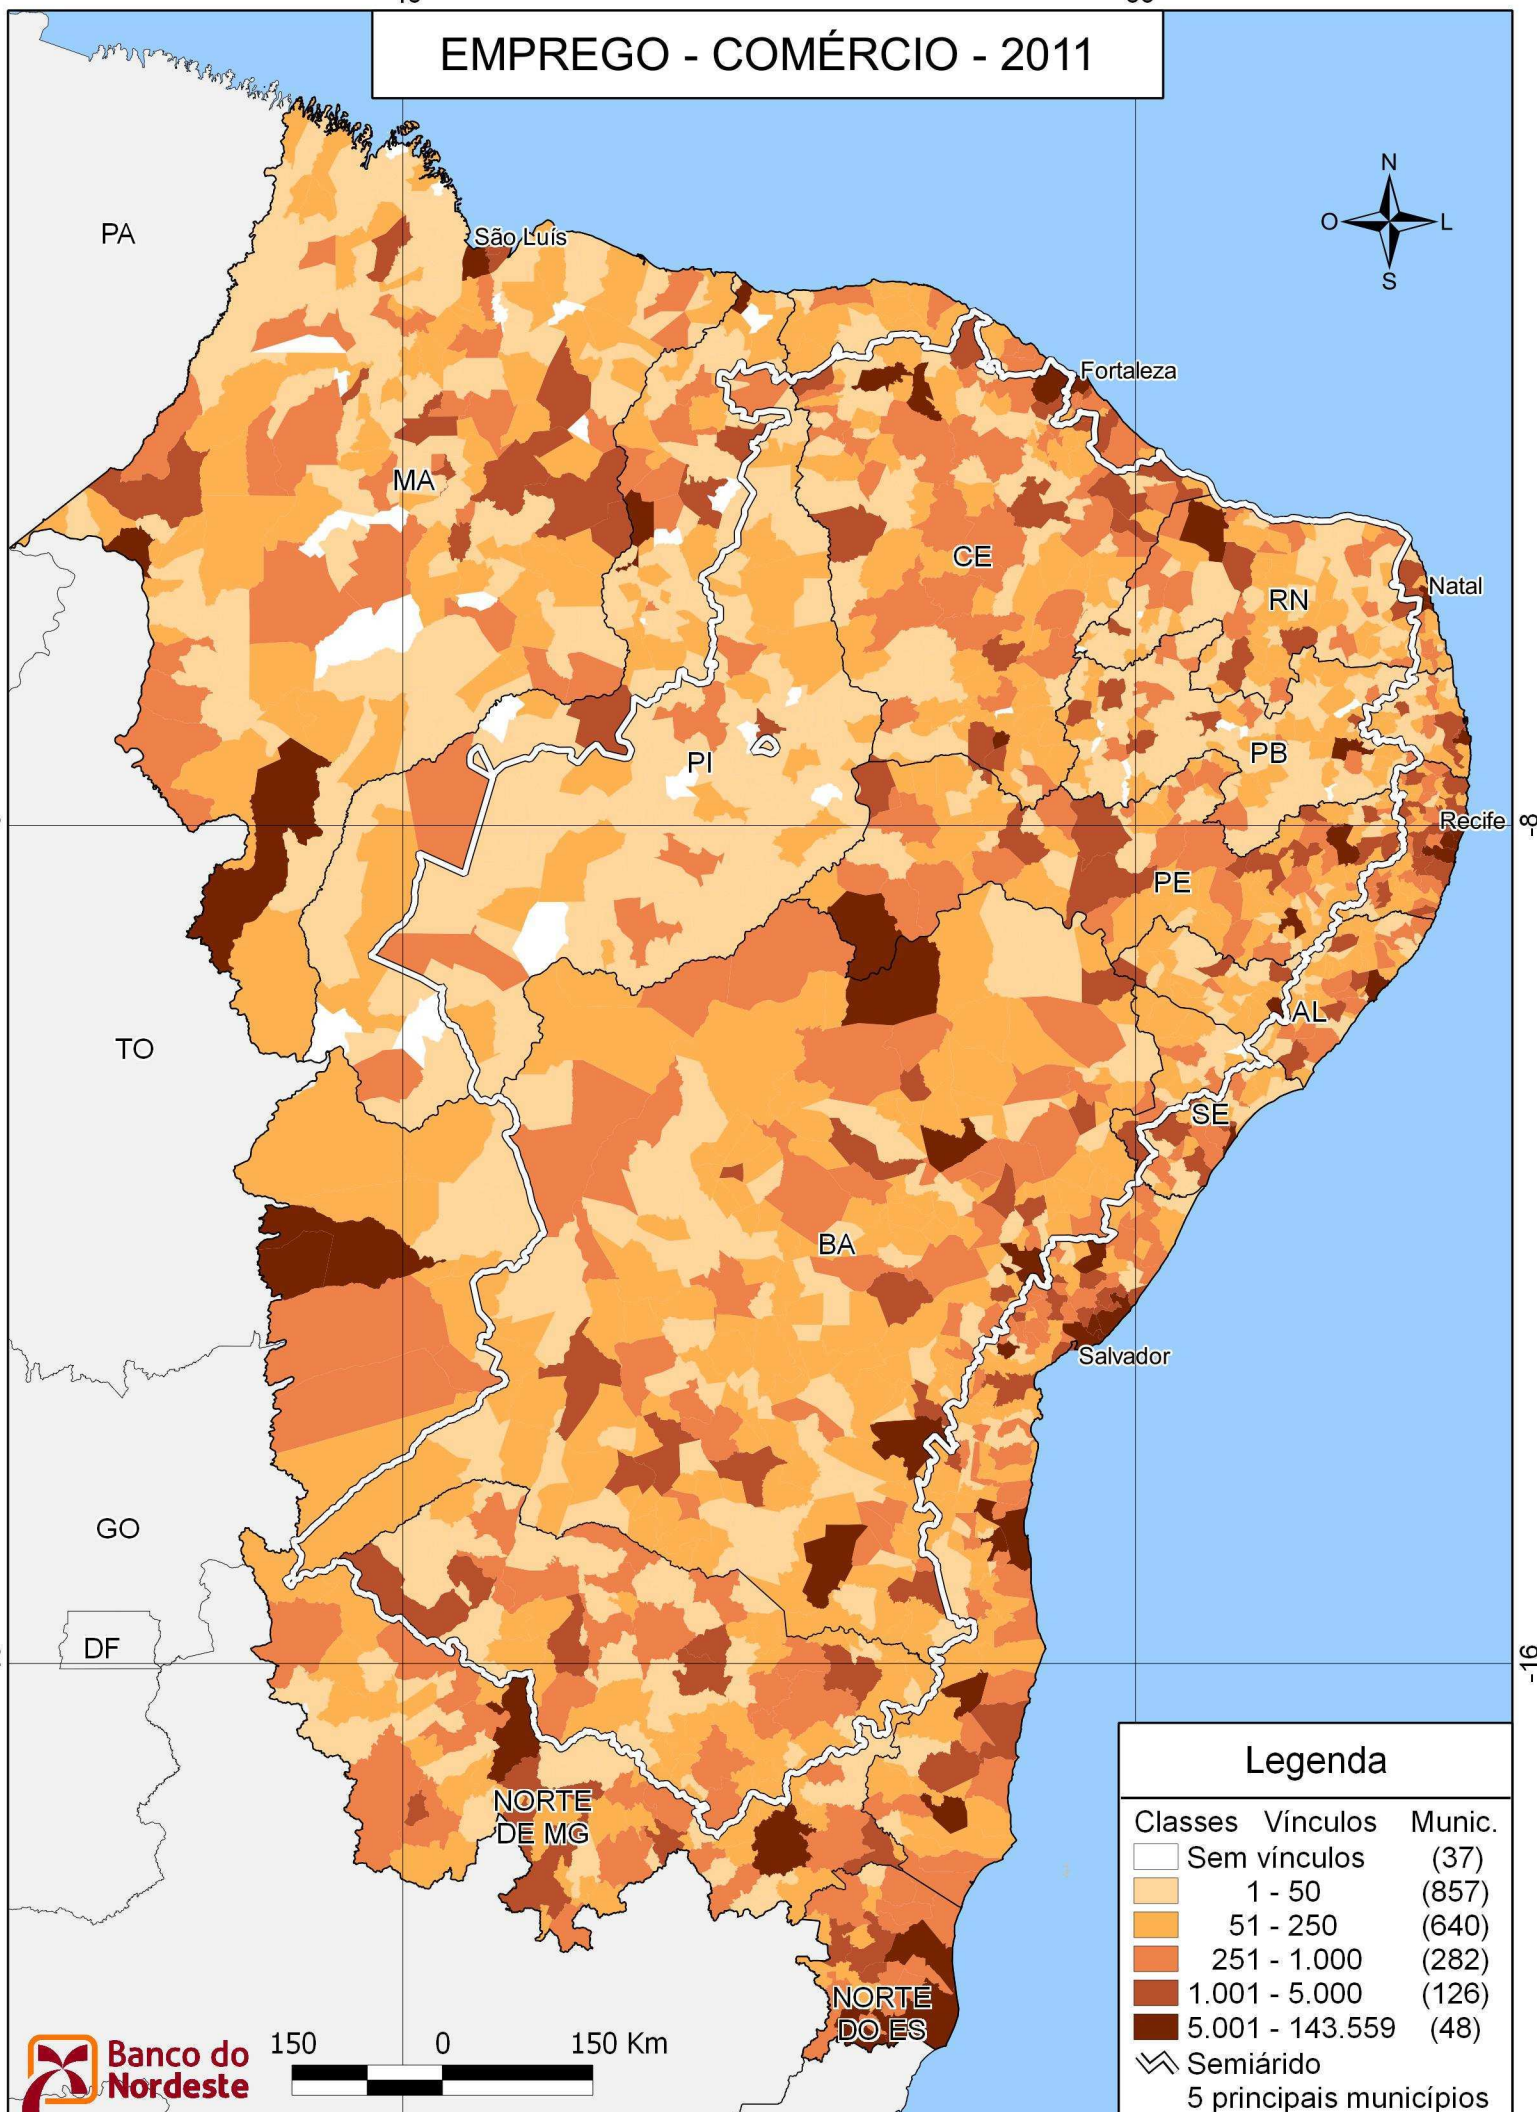 EMPREGO - COMÉRCIO - 2011
N
O
L
S
PA
São Luís
Fortaleza
MA
CE
Natal
RN
PI
PB
Recife
-8
PE
AL
TO
SE
BA
Salvador
GO
DF
-16
NORTE
DE MG
NORTE
DO ES
Legenda
Classes Vínculos Munic.
Sem vínculos (37)
1 - 50 (857)
51 - 250 (640)
251 - 1.000 (282)
1.001 - 5.000 (126)
5.001 - 143.559 (48)
Semiárido
5 principais municípios
150 0 150 Km
Banco do
Nordeste